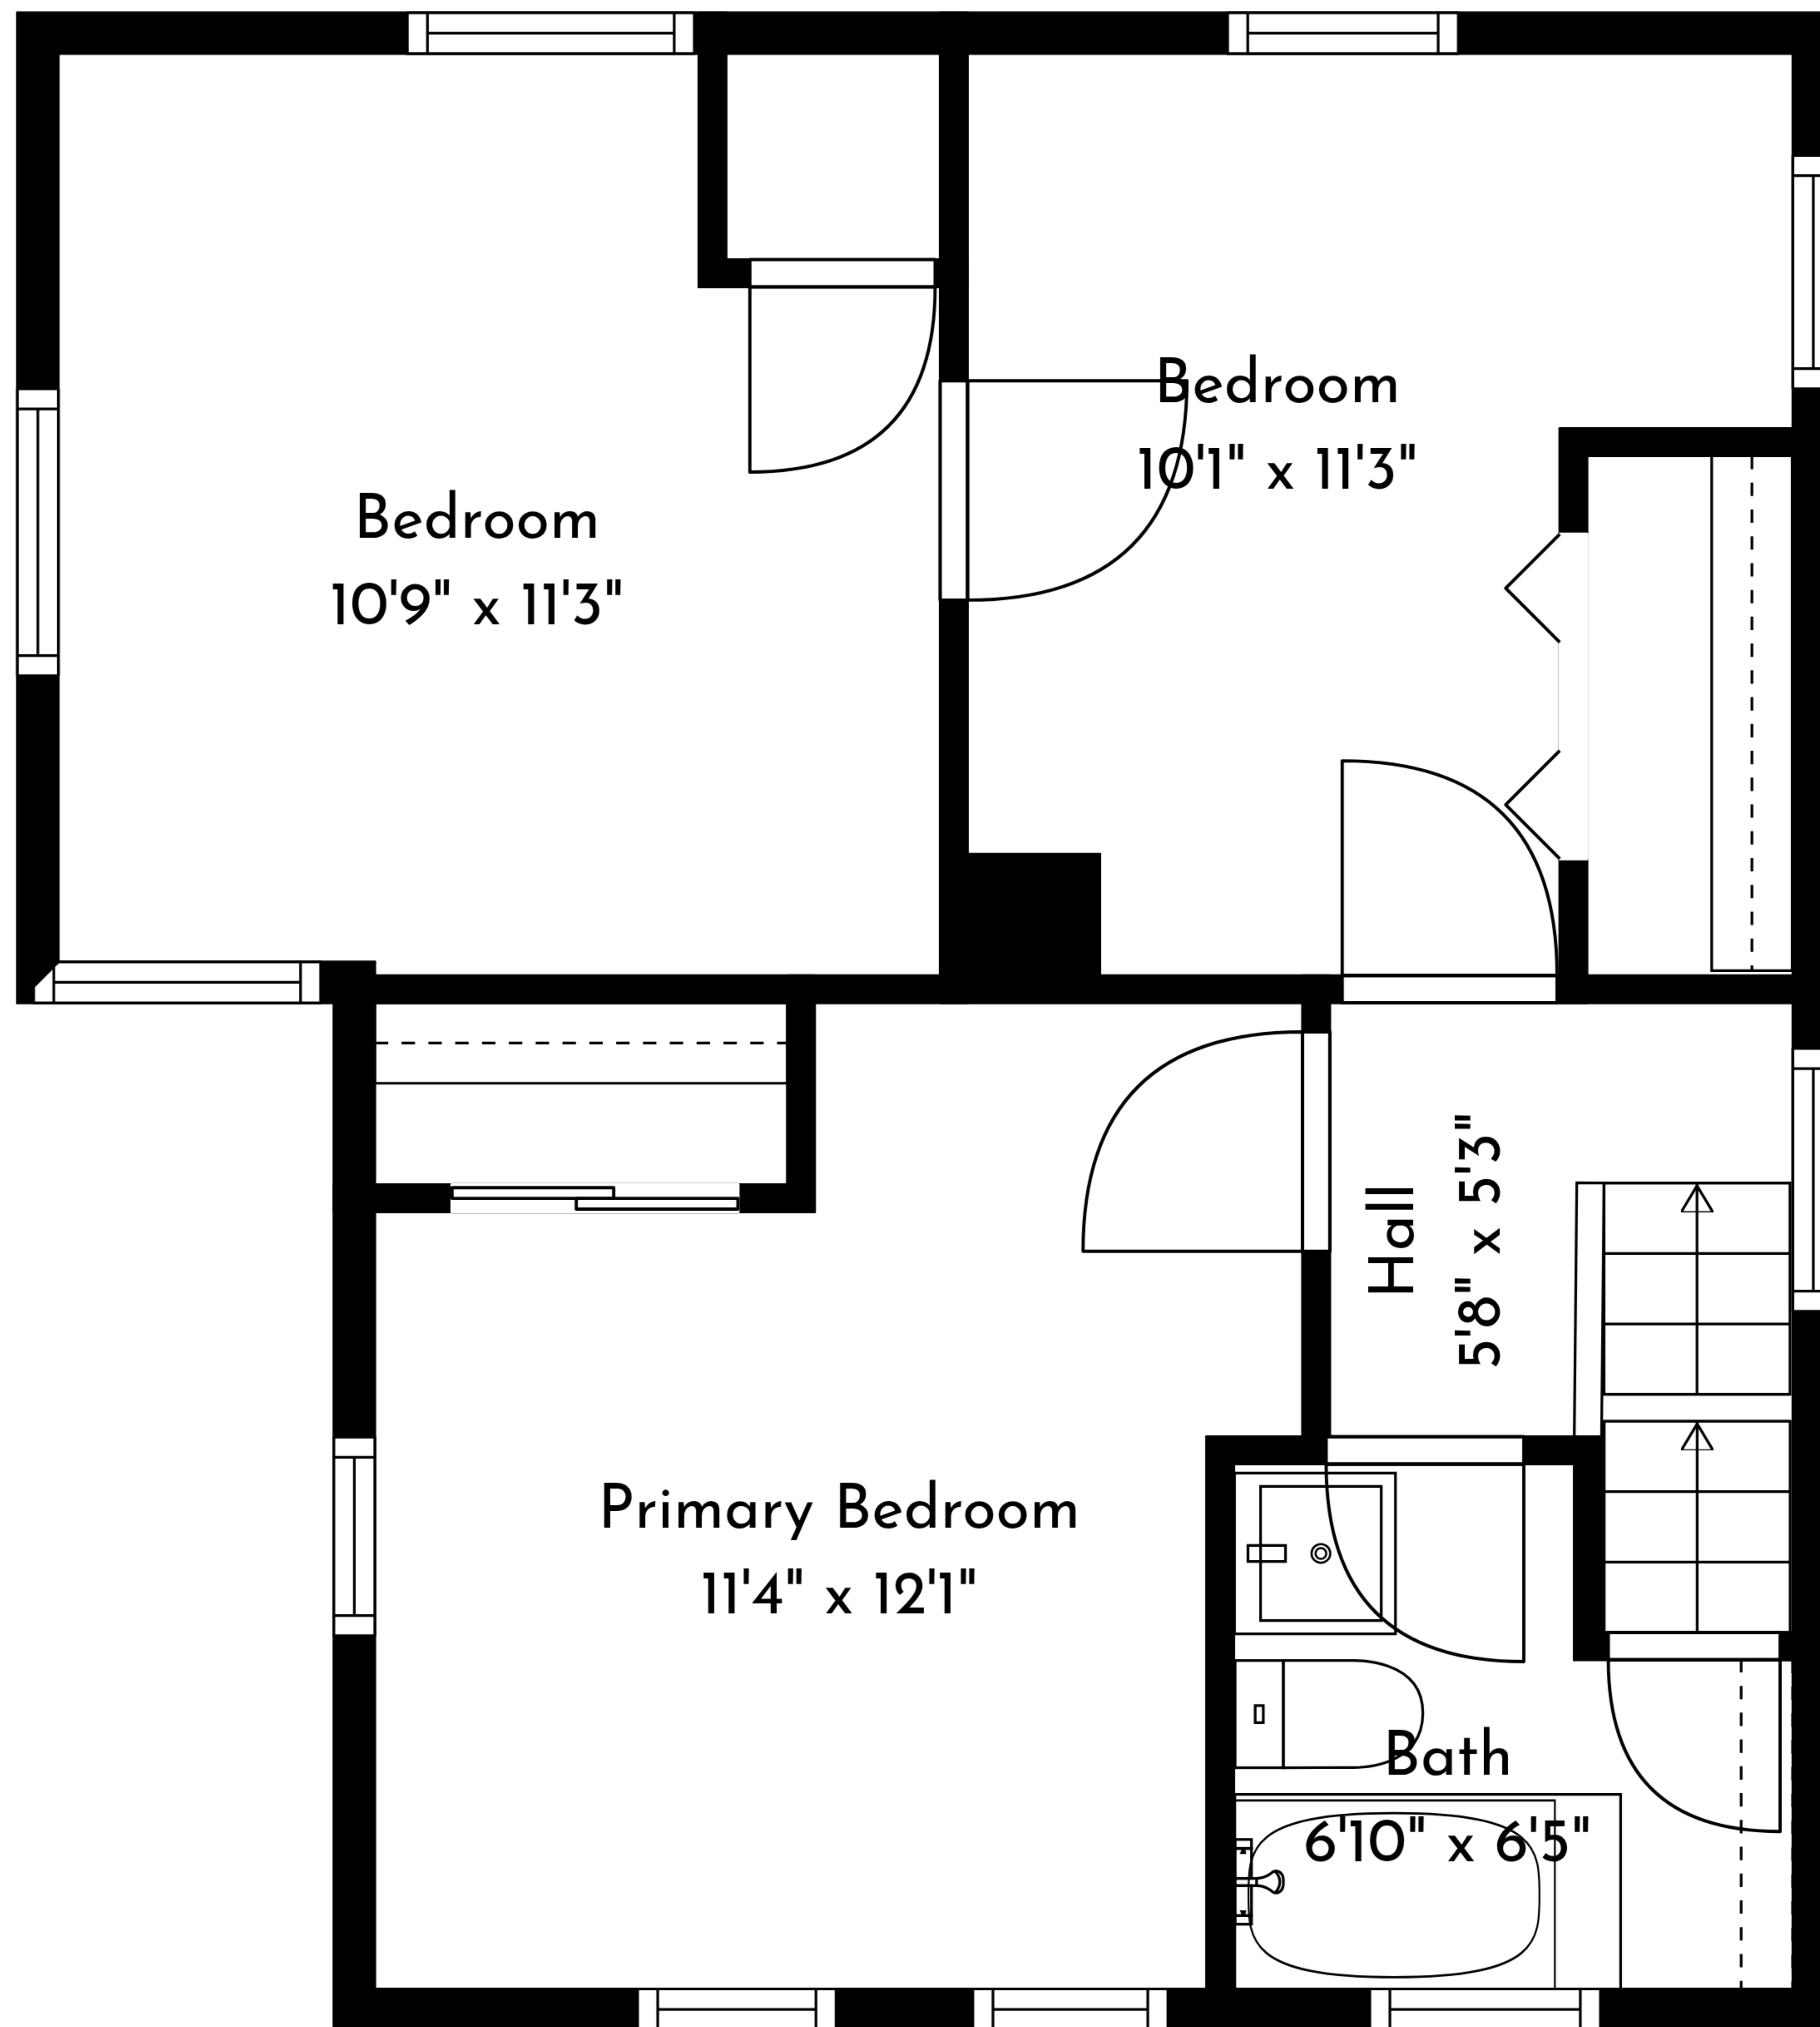 Bedroom
10'1" x 11'3"
Bedroom
10'9" x 11'3"
Hall
5'8" x 5'3"
Primary Bedroom
11'4" x 12'1"
Bath
6'10" x 6'5"